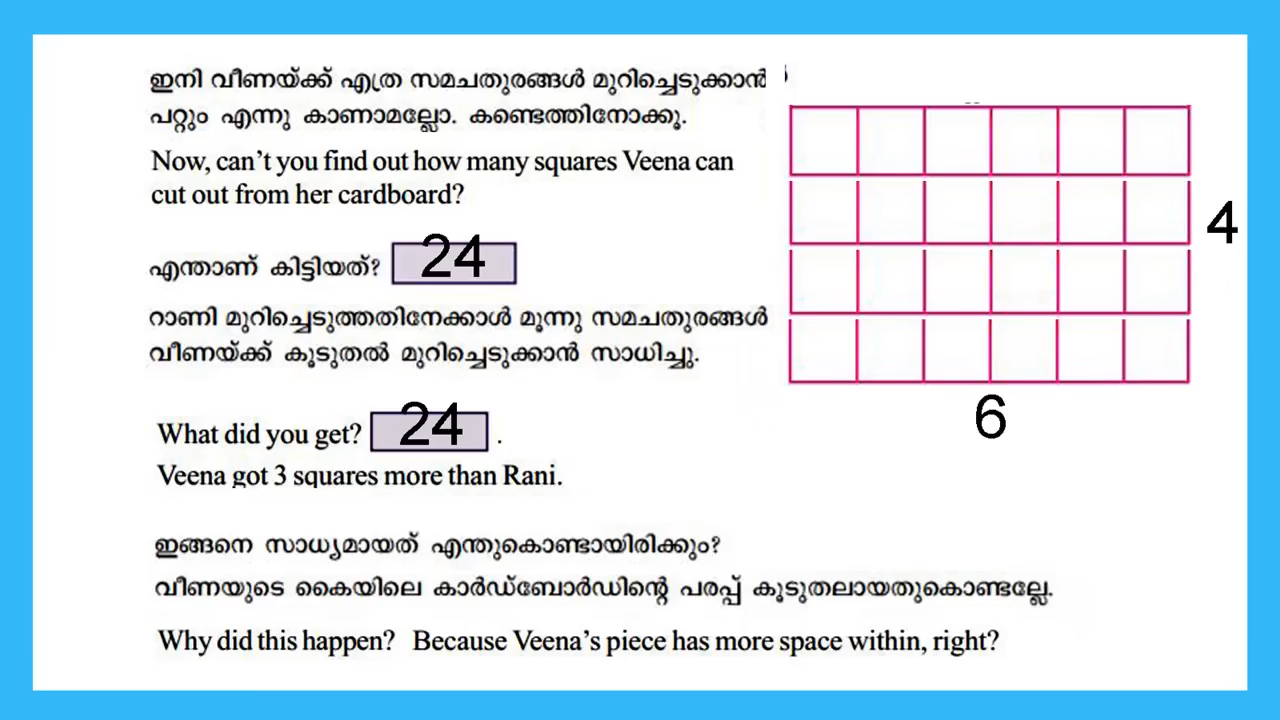 ഇനി വീണയ്ക്ക് എത്ര സമചതുരങ്ങൾ മുറിച്ചെടുക്കാൻ
പറ്റും എന്നു കാണാമല്ലോ. കണ്ടെത്തിനോക്കൂ.
Now, can't you find out how many squares Veena can
cut out from her cardboard?
എന്താണ് കിട്ടിയത്? 24
റാണി മുറിച്ചെടുത്തതിനേക്കാൾ മൂന്നു സമചതുരങ്ങൾ
വീണയ്ക്ക് കൂടുതൽ മുറിച്ചെടുക്കാൻ സാധിച്ചു.
What did you get? 24 .
Veena got 3 squares more than Rani.
ഇങ്ങനെ സാധ്യമായത് എന്തുകൊണ്ടായിരിക്കും?
വീണയുടെ കൈയിലെ കാർഡ്ബോർഡിന്റെ പരപ്പ് കൂടുതലായതുകൊണ്ടല്ലേ.
Why did this happen? Because Veena's piece has more space within, right?
4
6